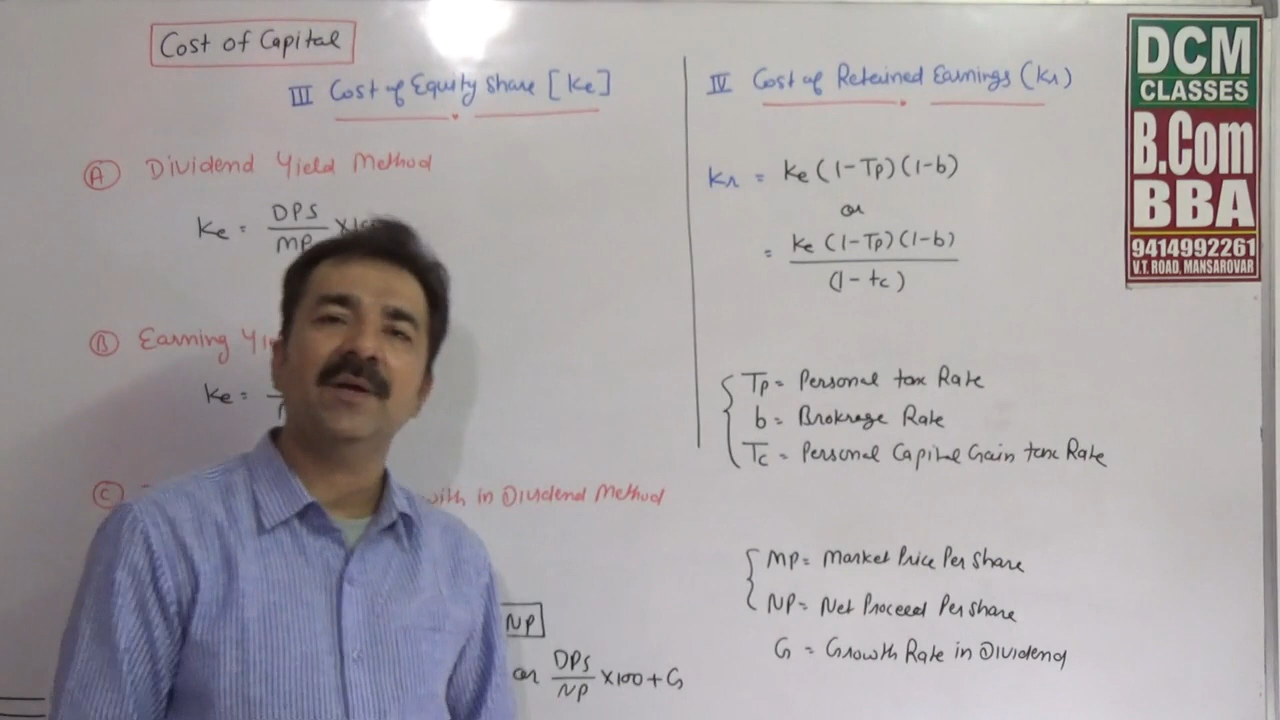 Cost of Capital
III Cost of Equity Share [Ke]
A Dividend Yield Method
Ke = DPS
MP
B Earning
Ke =
C
with in Dividend Method
NP
or DPS
NP ×100+G
IV Cost of Retained Earnings (Kr)
Kr = Ke (1-Tp) (1-b)
or
= Ke (1-Tp) (1-b)
(1-tc)
Tp = Personal tax Rate
b = Brokrage Rate
Tc = Personal Capital Gain tax Rate
MP = Market Price Per Share
NP = Net Proceed Per Share
G = Growth Rate in Dividend
DCM
CLASSES
B.Com
BBA
9414992261
V.T. ROAD, MANSAROVAR